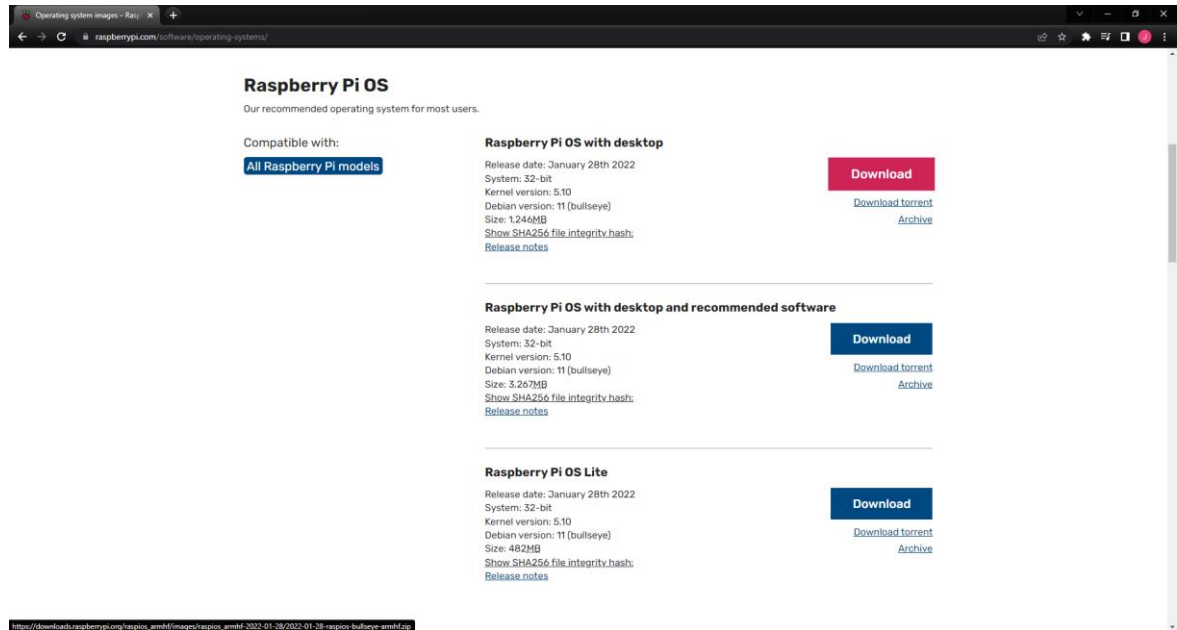 Operating system images – Rasp
raspberrypi.com/software/operating-systems/
J
Raspberry Pi OS
Our recommended operating system for most users.
Compatible with:
All Raspberry Pi models
Raspberry Pi OS with desktop
Release date: January 28th 2022
System: 32-bit
Kernel version: 5.10
Debian version: 11 (bullseye)
Size: 1,246MB
Show SHA256 file integrity hash:
Release notes
Download
Download torrent
Archive
Raspberry Pi OS with desktop and recommended software
Release date: January 28th 2022
System: 32-bit
Kernel version: 5.10
Debian version: 11 (bullseye)
Size: 3,267MB
Show SHA256 file integrity hash:
Release notes
Download
Download torrent
Archive
Raspberry Pi OS Lite
Release date: January 28th 2022
System: 32-bit
Kernel version: 5.10
Debian version: 11 (bullseye)
Size: 482MB
Show SHA256 file integrity hash:
Release notes
Download
Download torrent
Archive
https://downloads.raspberrypi.org/raspios_armhf/images/raspios_armhf-2022-01-28/2022-01-28-raspios-bullseye-armhf.zip